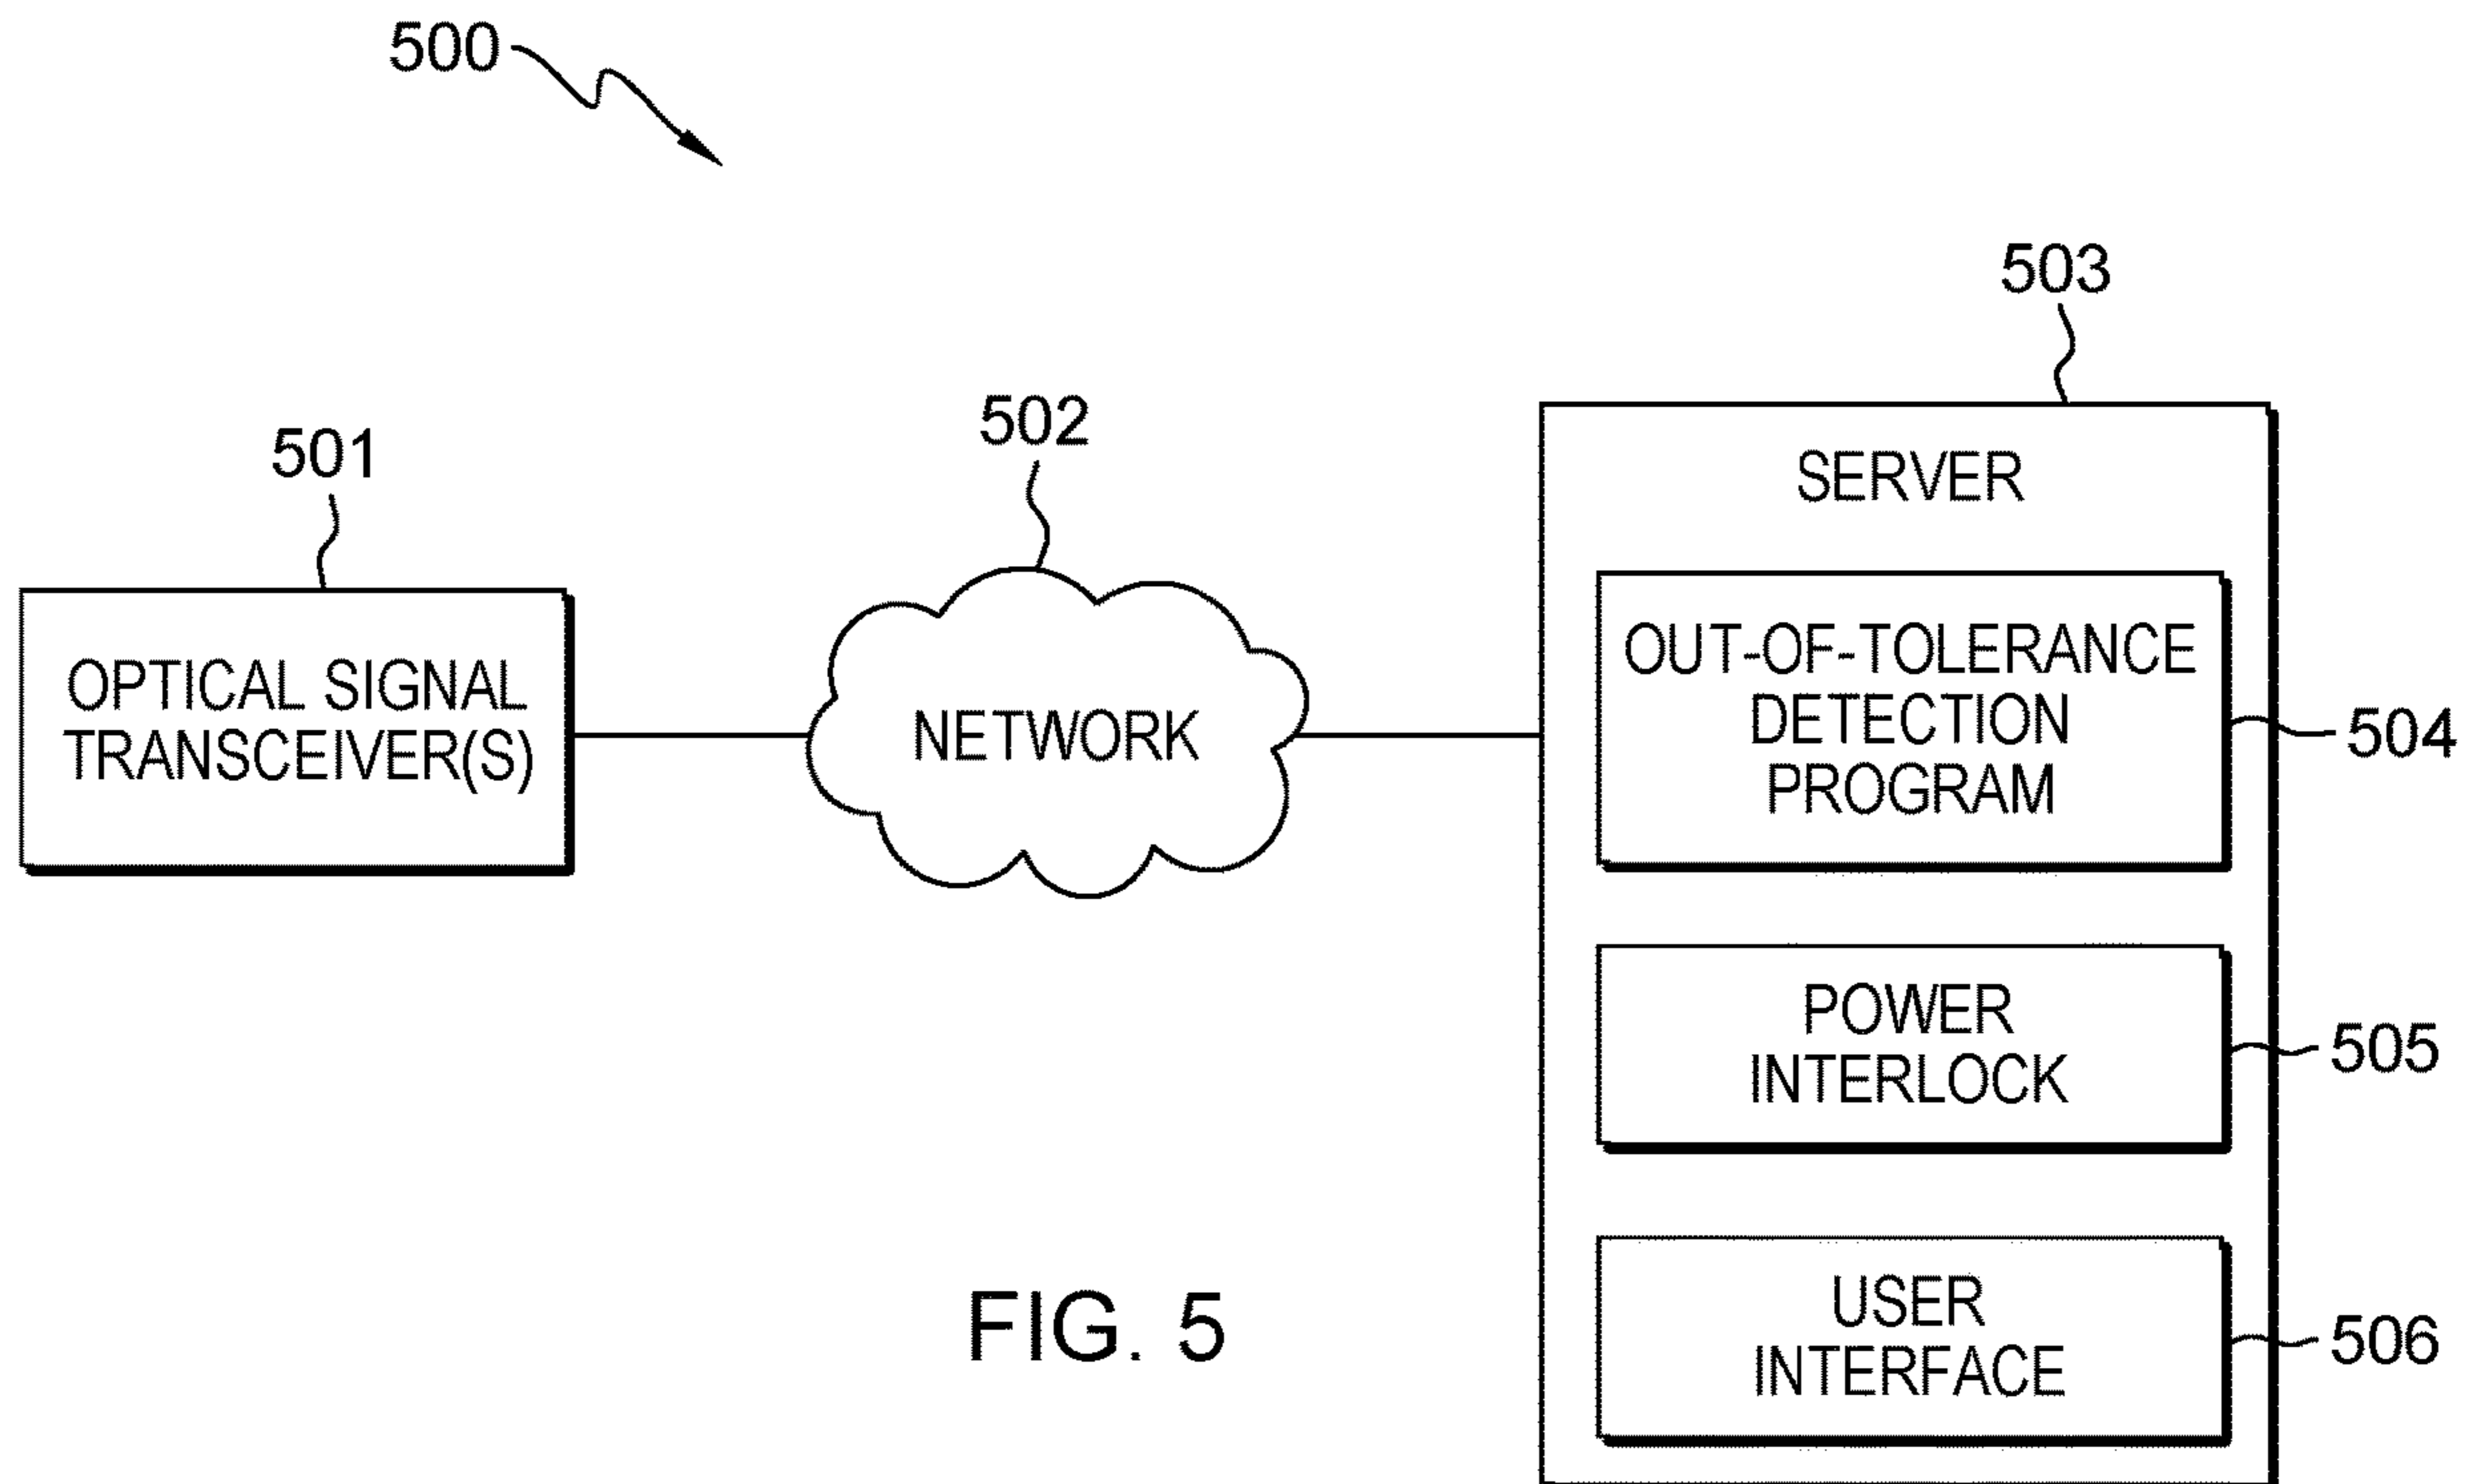 500
503
502
501
SERVER
OPTICAL SIGNAL
TRANSCEIVER(S)
NETWORK
OUT-OF-TOLERANCE
DETECTION
PROGRAM
504
POWER
INTERLOCK
505
USER
INTERFACE
506
FIG. 5